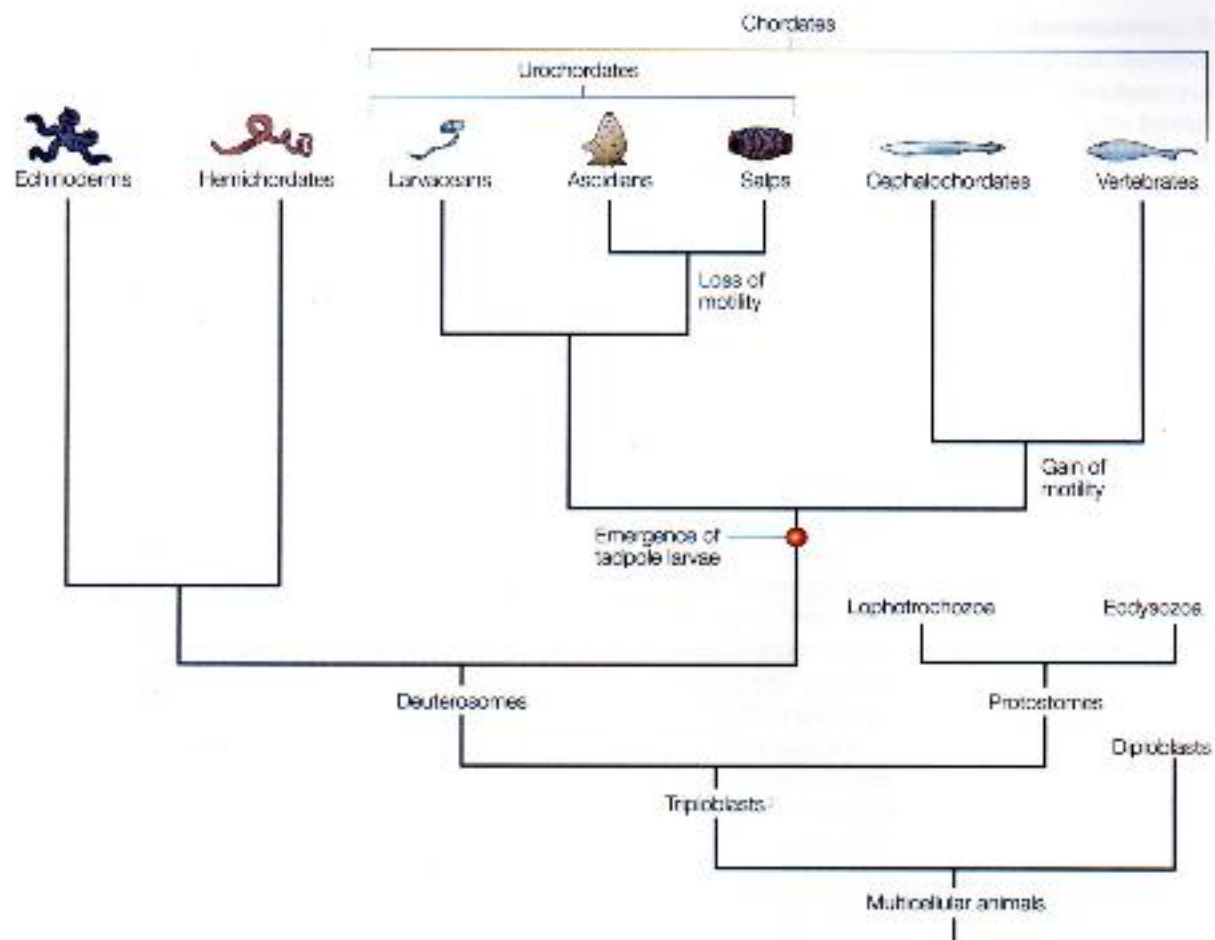 Chordates
Urochordates
Echinoderms
Hemichordates
Larvaceans
Ascidians
Salps
Cephalochordates
Vertebrates
Loss of
motility
Gain of
motility
Emergence of
tadpole larvae
Lophotrochozoa
Ecdysozoa
Deuterosomes
Protostomes
Diploblasts
Triploblasts
Multicellular animals